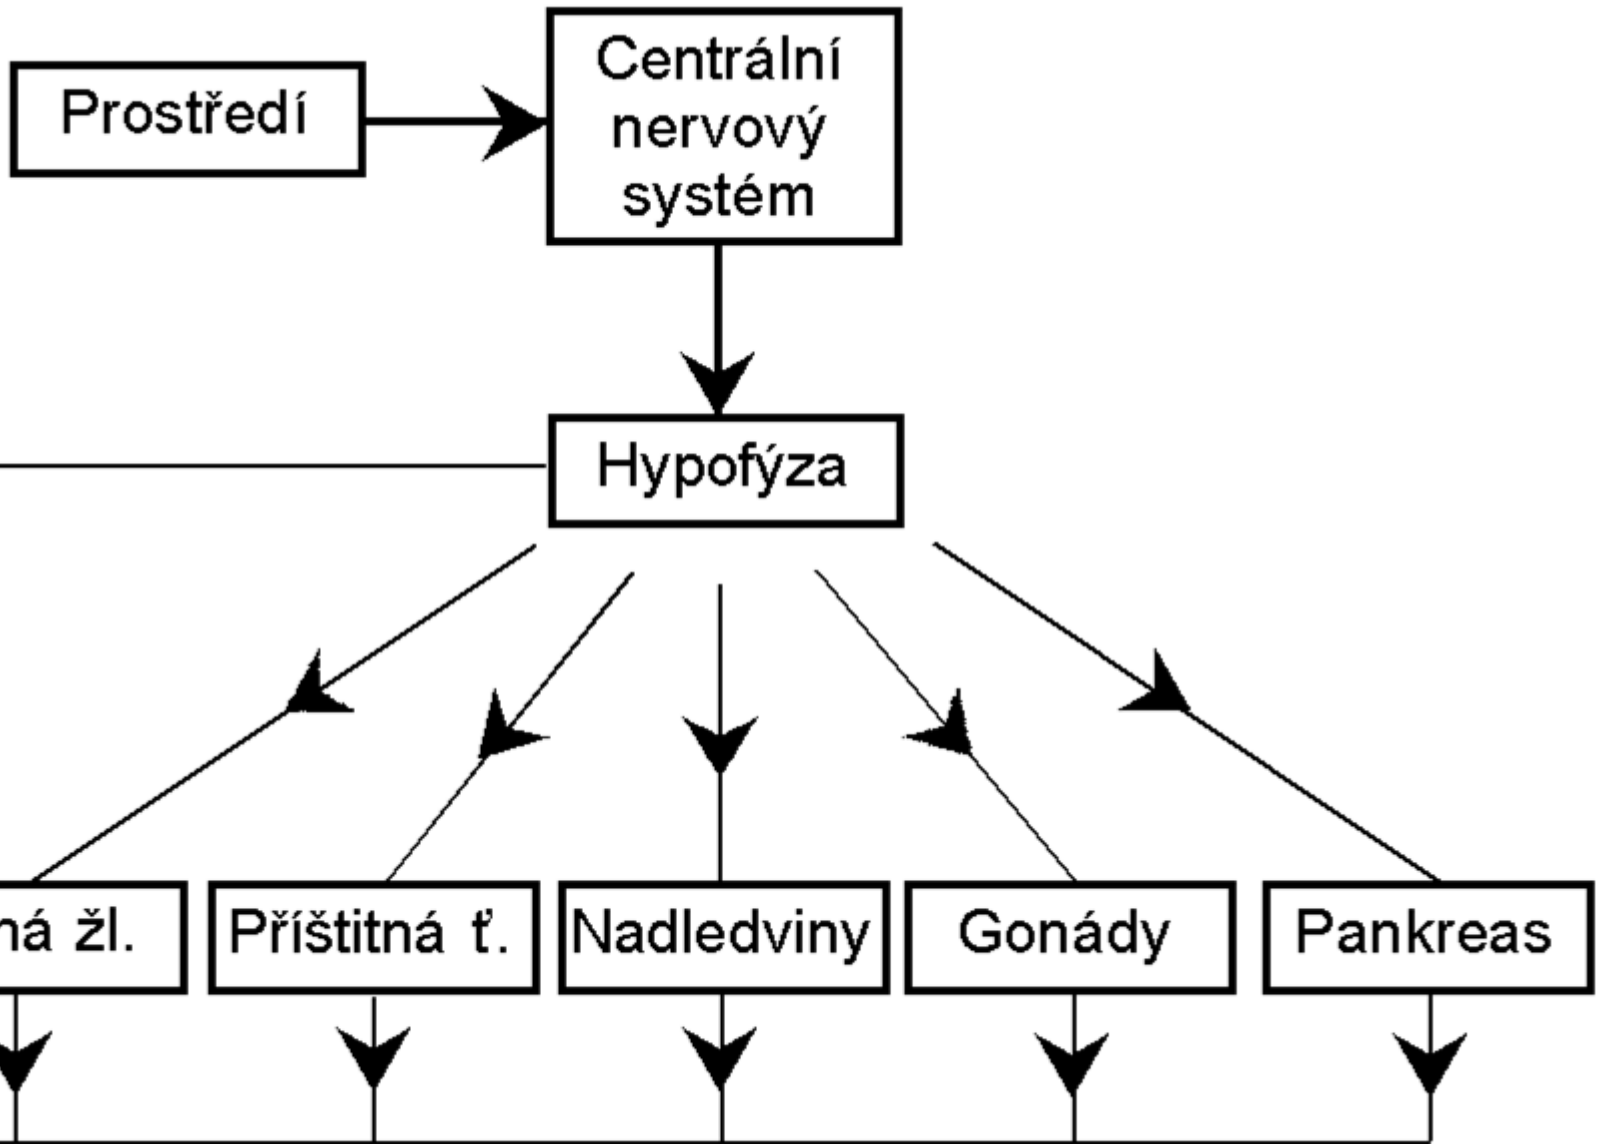 Prostředí
Centrální
nervový
systém
Hypofýza
ná žl.
Příštitná ť.
Nadledviny
Gonády
Pankreas